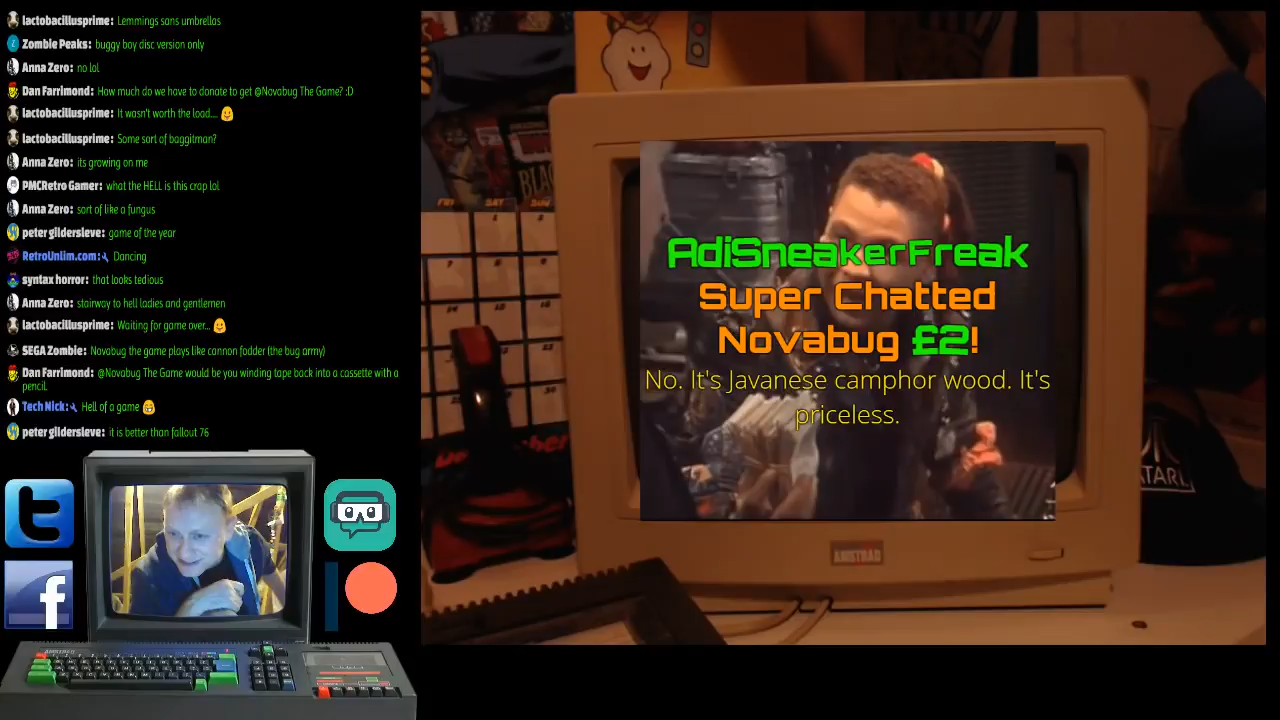 lactobacillusprime: Lemmings sans umbrellas
Zombie Peaks: buggy boy disc version only
Anna Zero: no lol
Dan Farrimond: How much do we have to donate to get @Novabug The Game? :D
lactobacillusprime: It wasn't worth the load....
lactobacillusprime: Some sort of baggitman?
Anna Zero: its growing on me
PMCRetro Gamer: what the HELL is this crap lol
Anna Zero: sort of like a fungus
peter gildersleve: game of the year
RetroUnlim.com: Dancing
syntax horror: that looks tedious
Anna Zero: stairway to hell ladies and gentlemen
lactobacillusprime: Waiting for game over...
SEGA Zombie: Novabug the game plays like cannon fodder (the bug army)
Dan Farrimond: @Novabug The Game would be you winding tape back into a cassette with a
pencil.
Tech Nick: Hell of a game
peter gildersleve: it is better than fallout 76
AdiSneakerFreak
Super Chatted
Novabug £2!
No. It's Javanese camphor wood. It's
priceless.
FRI SAT SUN
ATARI
AMSTRAD
AMSTRAD